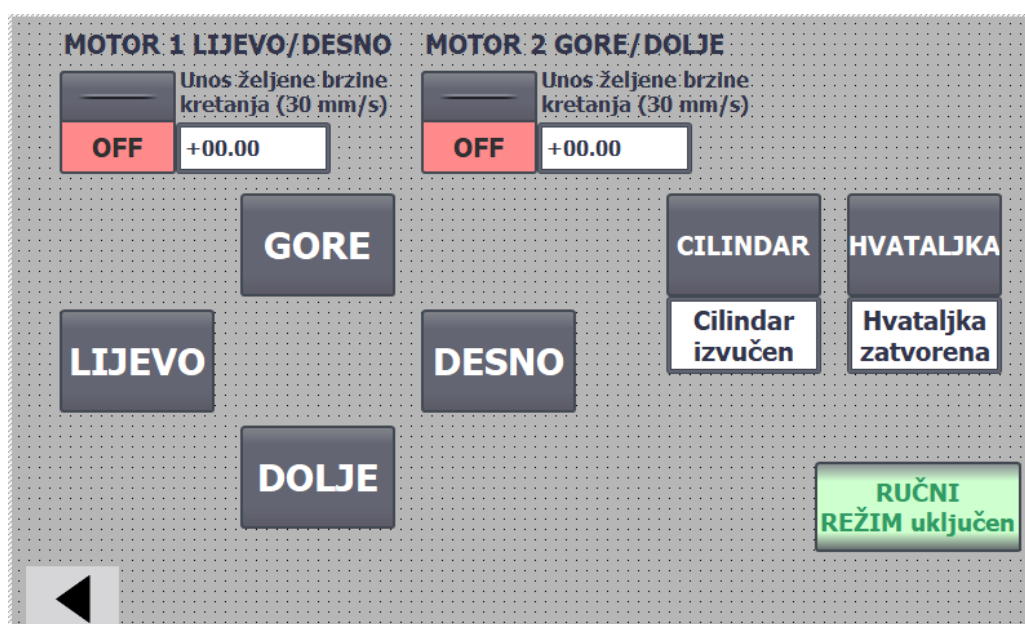 MOTOR 1 LIJEVO/DESNO
MOTOR 2 GORE/DOLJE
Unos željene brzine
kretanja (30 mm/s)
OFF
+00.00
Unos željene brzine
kretanja (30 mm/s)
OFF
+00.00
GORE
LIJEVO
DESNO
DOLJE
CILINDAR
Cilindar
izvučen
HVATALJKA
Hvataljka
zatvorena
RUČNI
REŽIM uključen